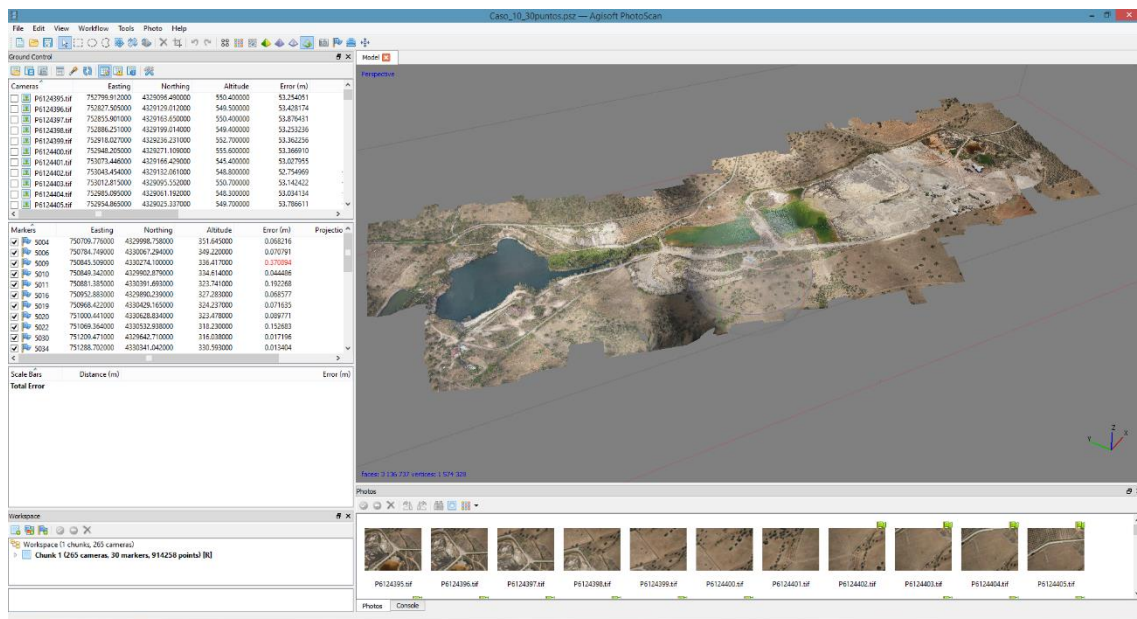 Caso_10_30puntos.psz — Agisoft PhotoScan
File Edit View Workflow Tools Photo Help
Ground Control
Model
Perspective
Cameras Easting Northing Altitude Error (m)
P6124395.tif 752799.912000 4329096.490000 550.400000 53.254051
P6124396.tif 752827.505000 4329129.012000 549.500000 53.428174
P6124397.tif 752855.901000 4329163.650000 550.400000 53.876431
P6124398.tif 752886.251000 4329199.014000 549.400000 53.253236
P6124399.tif 752918.027000 4329236.231000 552.700000 53.362256
P6124400.tif 752948.205000 4329271.109000 555.600000 53.366910
P6124401.tif 753073.446000 4329166.429000 545.400000 53.027955
P6124402.tif 753043.454000 4329132.061000 548.800000 52.754969
P6124403.tif 753012.815000 4329095.552000 550.700000 53.142422
P6124404.tif 752985.095000 4329061.192000 548.300000 53.034134
P6124405.tif 752954.865000 4329025.337000 549.700000 53.786611
Markers Easting Northing Altitude Error (m) Projectio
5004 750709.776000 4329998.758000 351.645000 0.068216
5006 750784.749000 4330067.294000 349.220000 0.070791
5009 750845.509000 4330274.100000 336.417000 0.370894
5010 750849.342000 4329902.879000 334.614000 0.044486
5011 750881.385000 4330391.693000 323.741000 0.192268
5016 750952.883000 4329890.239000 327.283000 0.068577
5019 750968.422000 4330429.165000 324.237000 0.071635
5020 751000.441000 4330628.834000 323.478000 0.089771
5022 751069.364000 4330532.938000 318.230000 0.152683
5030 751209.471000 4329642.710000 316.038000 0.017196
5034 751288.702000 4330341.042000 330.593000 0.013404
Scale Bars Distance (m) Error (m)
Total Error
Z
X
Y
faces: 3 136 737 vertices: 1 574 328
Workspace
Workspace (1 chunks, 265 cameras)
Chunk 1 (265 cameras, 30 markers, 914258 points) [R]
Photos
P6124395.tif P6124396.tif P6124397.tif P6124398.tif P6124399.tif P6124400.tif P6124401.tif P6124402.tif P6124403.tif P6124404.tif P6124405.tif
Photos Console